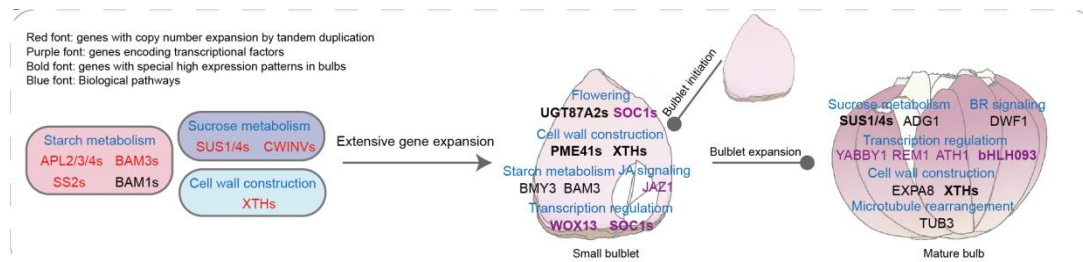 Red font: genes with copy number expansion by tandem duplication
Purple font: genes encoding transcriptional factors
Bold font: genes with special high expression patterns in bulbs
Blue font: Biological pathways
Starch metabolism
APL2/3/4s BAM3s
SS2s BAM1s
Sucrose metabolism
SUS1/4s CWINVs
Cell wall construction
XTHs
Extensive gene expansion
Flowering
UGT87A2s SOC1s
Cell wall construction
PME41s XTHs
Starch metabolism JA signaling
BMY3 BAM3 JAZ1
Transcription regulatiom
WOX13 SOC1s
Small bulblet
Bulblet initiation
Bulblet expansion
Sucrose metabolism BR signaling
SUS1/4s ADG1 DWF1
Transcription regulation
YABBY1 REM1 ATH1 bHLH093
Cell wall construction
EXPA8 XTHs
Microtubule rearrangement
TUB3
Mature bulb